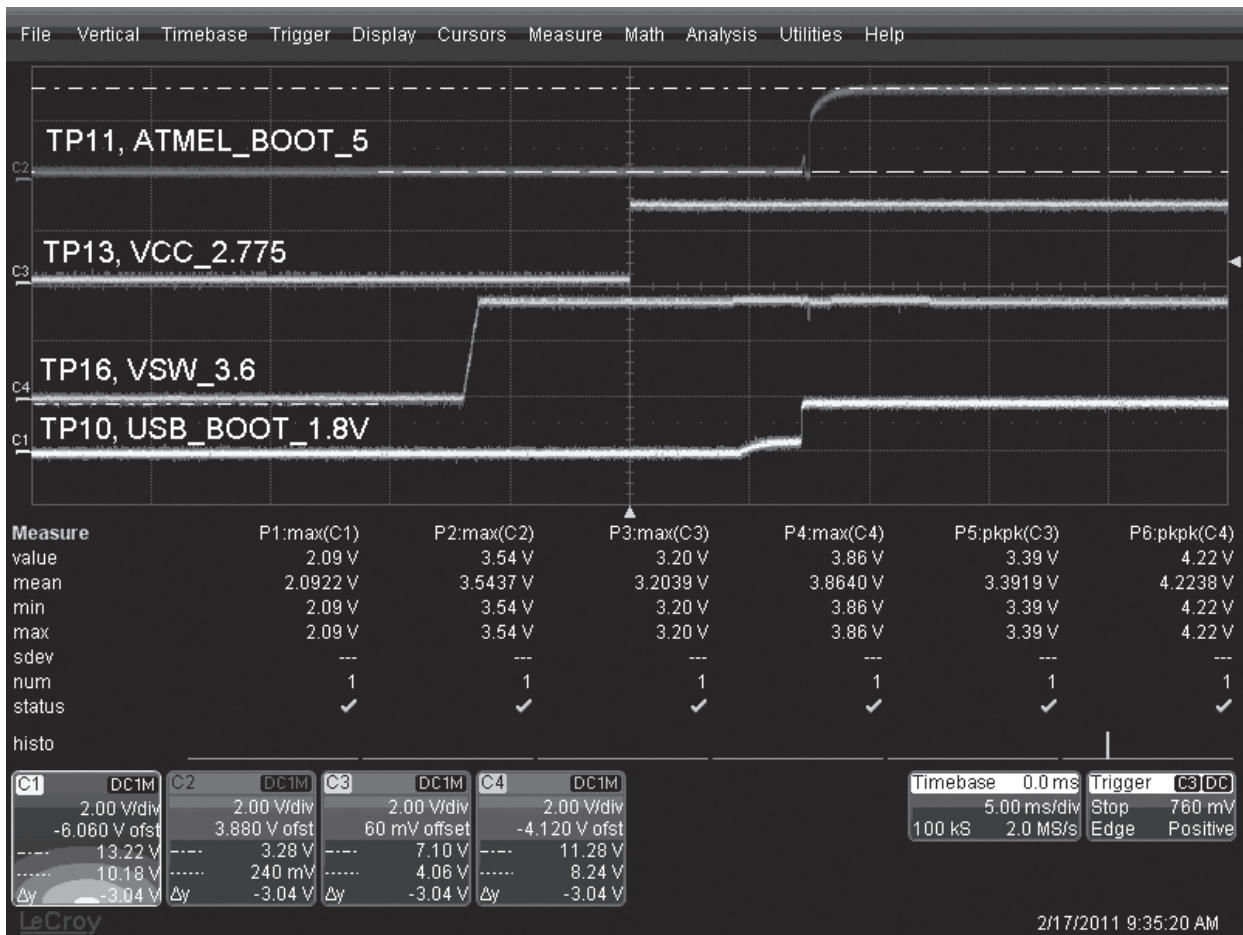 File Vertical Timebase Trigger Display Cursors Measure Math Analysis Utilities Help
TP11, ATMEL_BOOT_5
C2
TP13, VCC_2.775
C3
TP16, VSW_3.6
C4
TP10, USB_BOOT_1.8V
C1
Measure P1:max(C1) P2:max(C2) P3:max(C3) P4:max(C4) P5:pkpk(C3) P6:pkpk(C4)
value 2.09 V 3.54 V 3.20 V 3.86 V 3.39 V 4.22 V
mean 2.0922 V 3.5437 V 3.2039 V 3.8640 V 3.3919 V 4.2238 V
min 2.09 V 3.54 V 3.20 V 3.86 V 3.39 V 4.22 V
max 2.09 V 3.54 V 3.20 V 3.86 V 3.39 V 4.22 V
sdev --- --- --- --- --- ---
num 1 1 1 1 1 1
status ✓ ✓ ✓ ✓ ✓ ✓
histo
C1 DC1M C2 DC1M C3 DC1M C4 DC1M Timebase 0.0 ms Trigger C3 DC
2.00 V/div 2.00 V/div 2.00 V/div 2.00 V/div 5.00 ms/div Stop 760 mV
-6.060 V ofst 3.880 V ofst 60 mV offset -4.120 V ofst 100 kS 2.0 MS/s Edge Positive
13.22 V 3.28 V 7.10 V 11.28 V
10.18 V 240 mV 4.06 V 8.24 V
Δy -3.04 V Δy -3.04 V Δy -3.04 V Δy -3.04 V
LeCroy 2/17/2011 9:35:20 AM